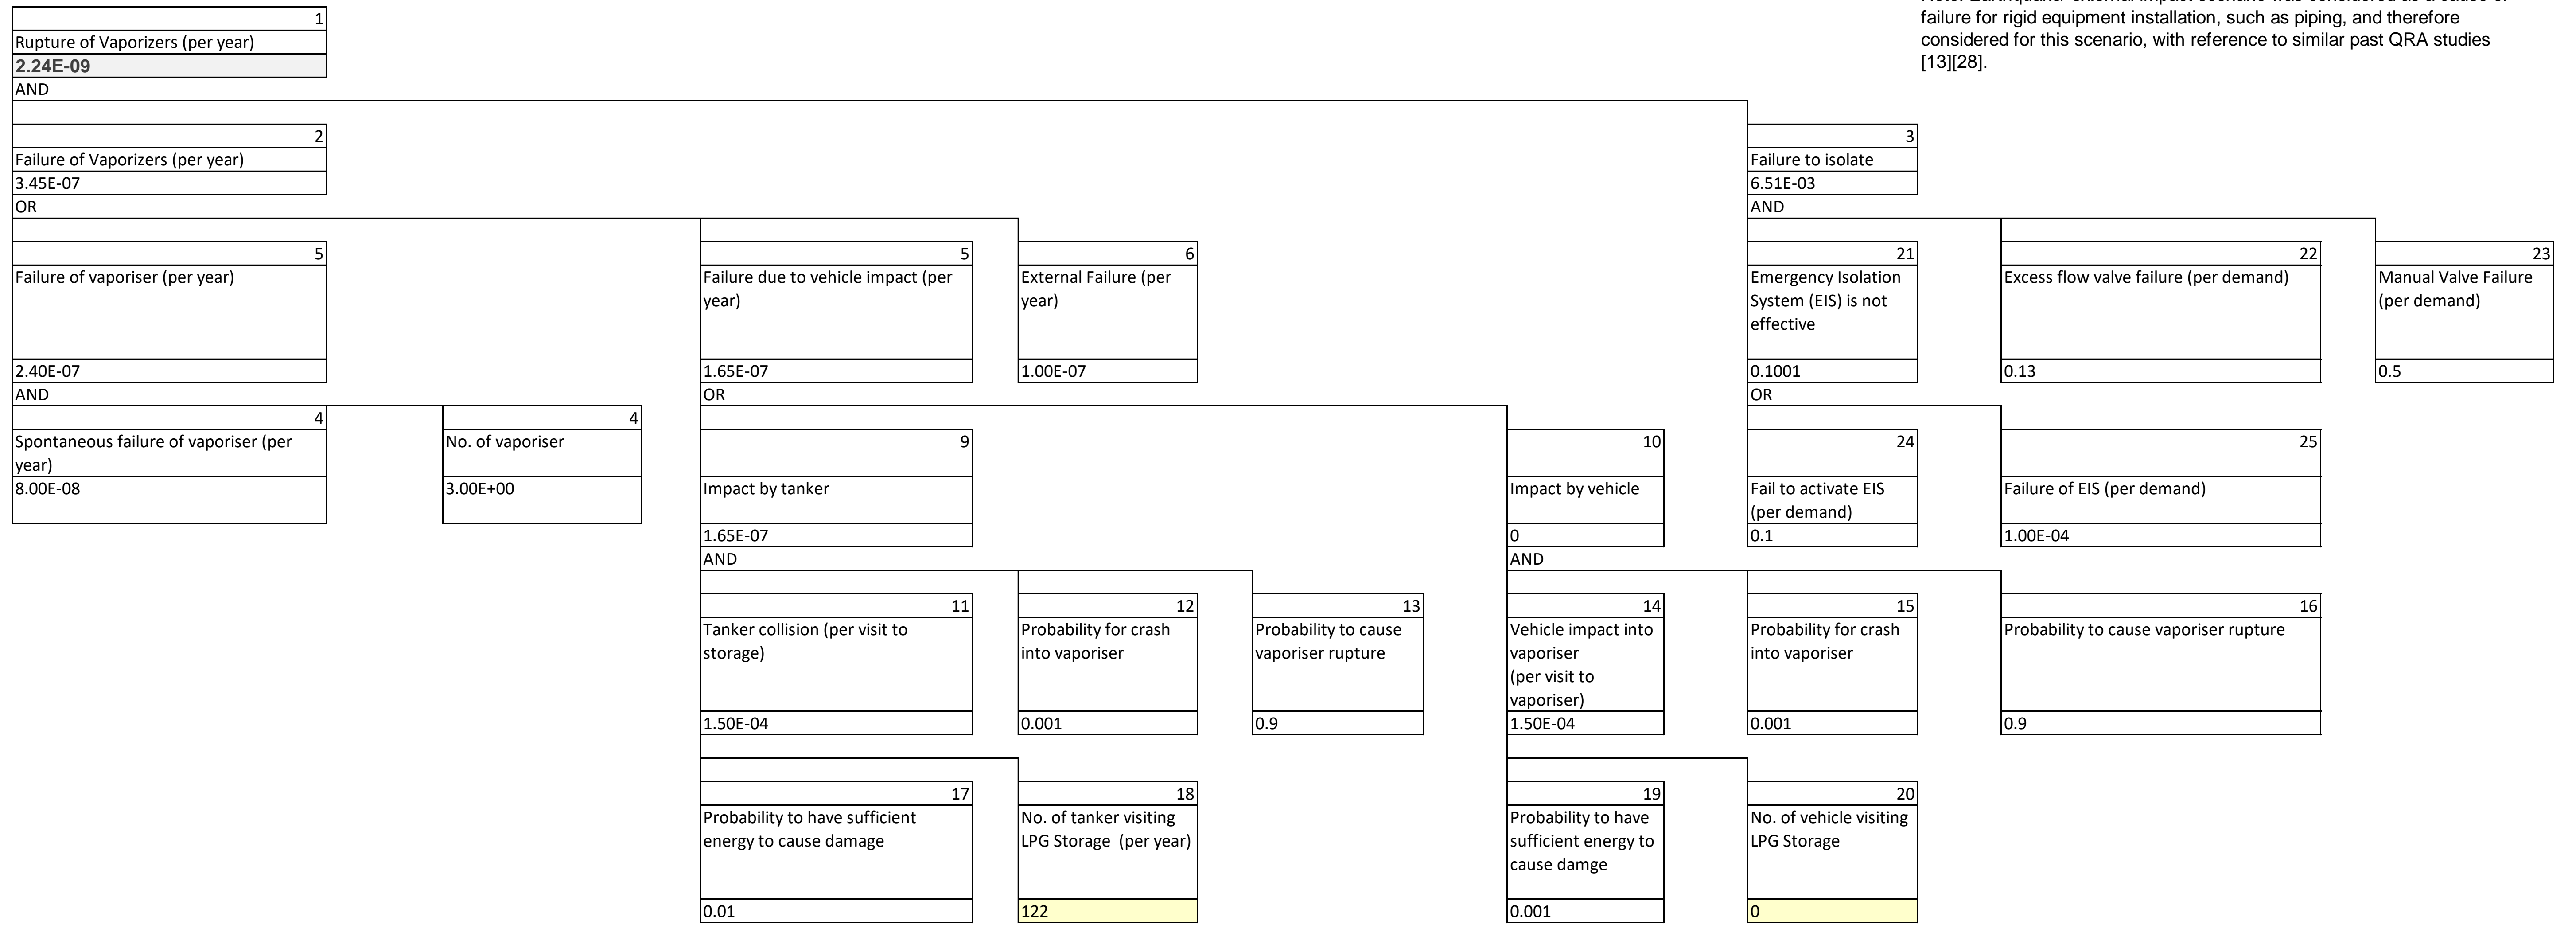 failure for rigid equipment installation, such as piping, and therefore
considered for this scenario, with reference to similar past QRA studies
[13][28].
1
Rupture of Vaporizers (per year)
2.24E-09
AND
2
Failure of Vaporizers (per year)
3.45E-07
OR
3
Failure to isolate
6.51E-03
AND
5
Failure of vaporiser (per year)
2.40E-07
AND
5
Failure due to vehicle impact (per
year)
1.65E-07
OR
6
External Failure (per
year)
1.00E-07
21
Emergency Isolation
System (EIS) is not
effective
0.1001
OR
22
Excess flow valve failure (per demand)
0.13
23
Manual Valve Failure
(per demand)
0.5
4
Spontaneous failure of vaporiser (per
year)
8.00E-08
4
No. of vaporiser
3.00E+00
9
Impact by tanker
1.65E-07
AND
10
Impact by vehicle
0
AND
24
Fail to activate EIS
(per demand)
0.1
25
Failure of EIS (per demand)
1.00E-04
11
Tanker collision (per visit to
storage)
1.50E-04
12
Probability for crash
into vaporiser
0.001
13
Probability to cause
vaporiser rupture
0.9
14
Vehicle impact into
vaporiser
(per visit to
vaporiser)
1.50E-04
15
Probability for crash
into vaporiser
0.001
16
Probability to cause vaporiser rupture
0.9
17
Probability to have sufficient
energy to cause damage
0.01
18
No. of tanker visiting
LPG Storage (per year)
122
19
Probability to have
sufficient energy to
cause damge
0.001
20
No. of vehicle visiting
LPG Storage
0